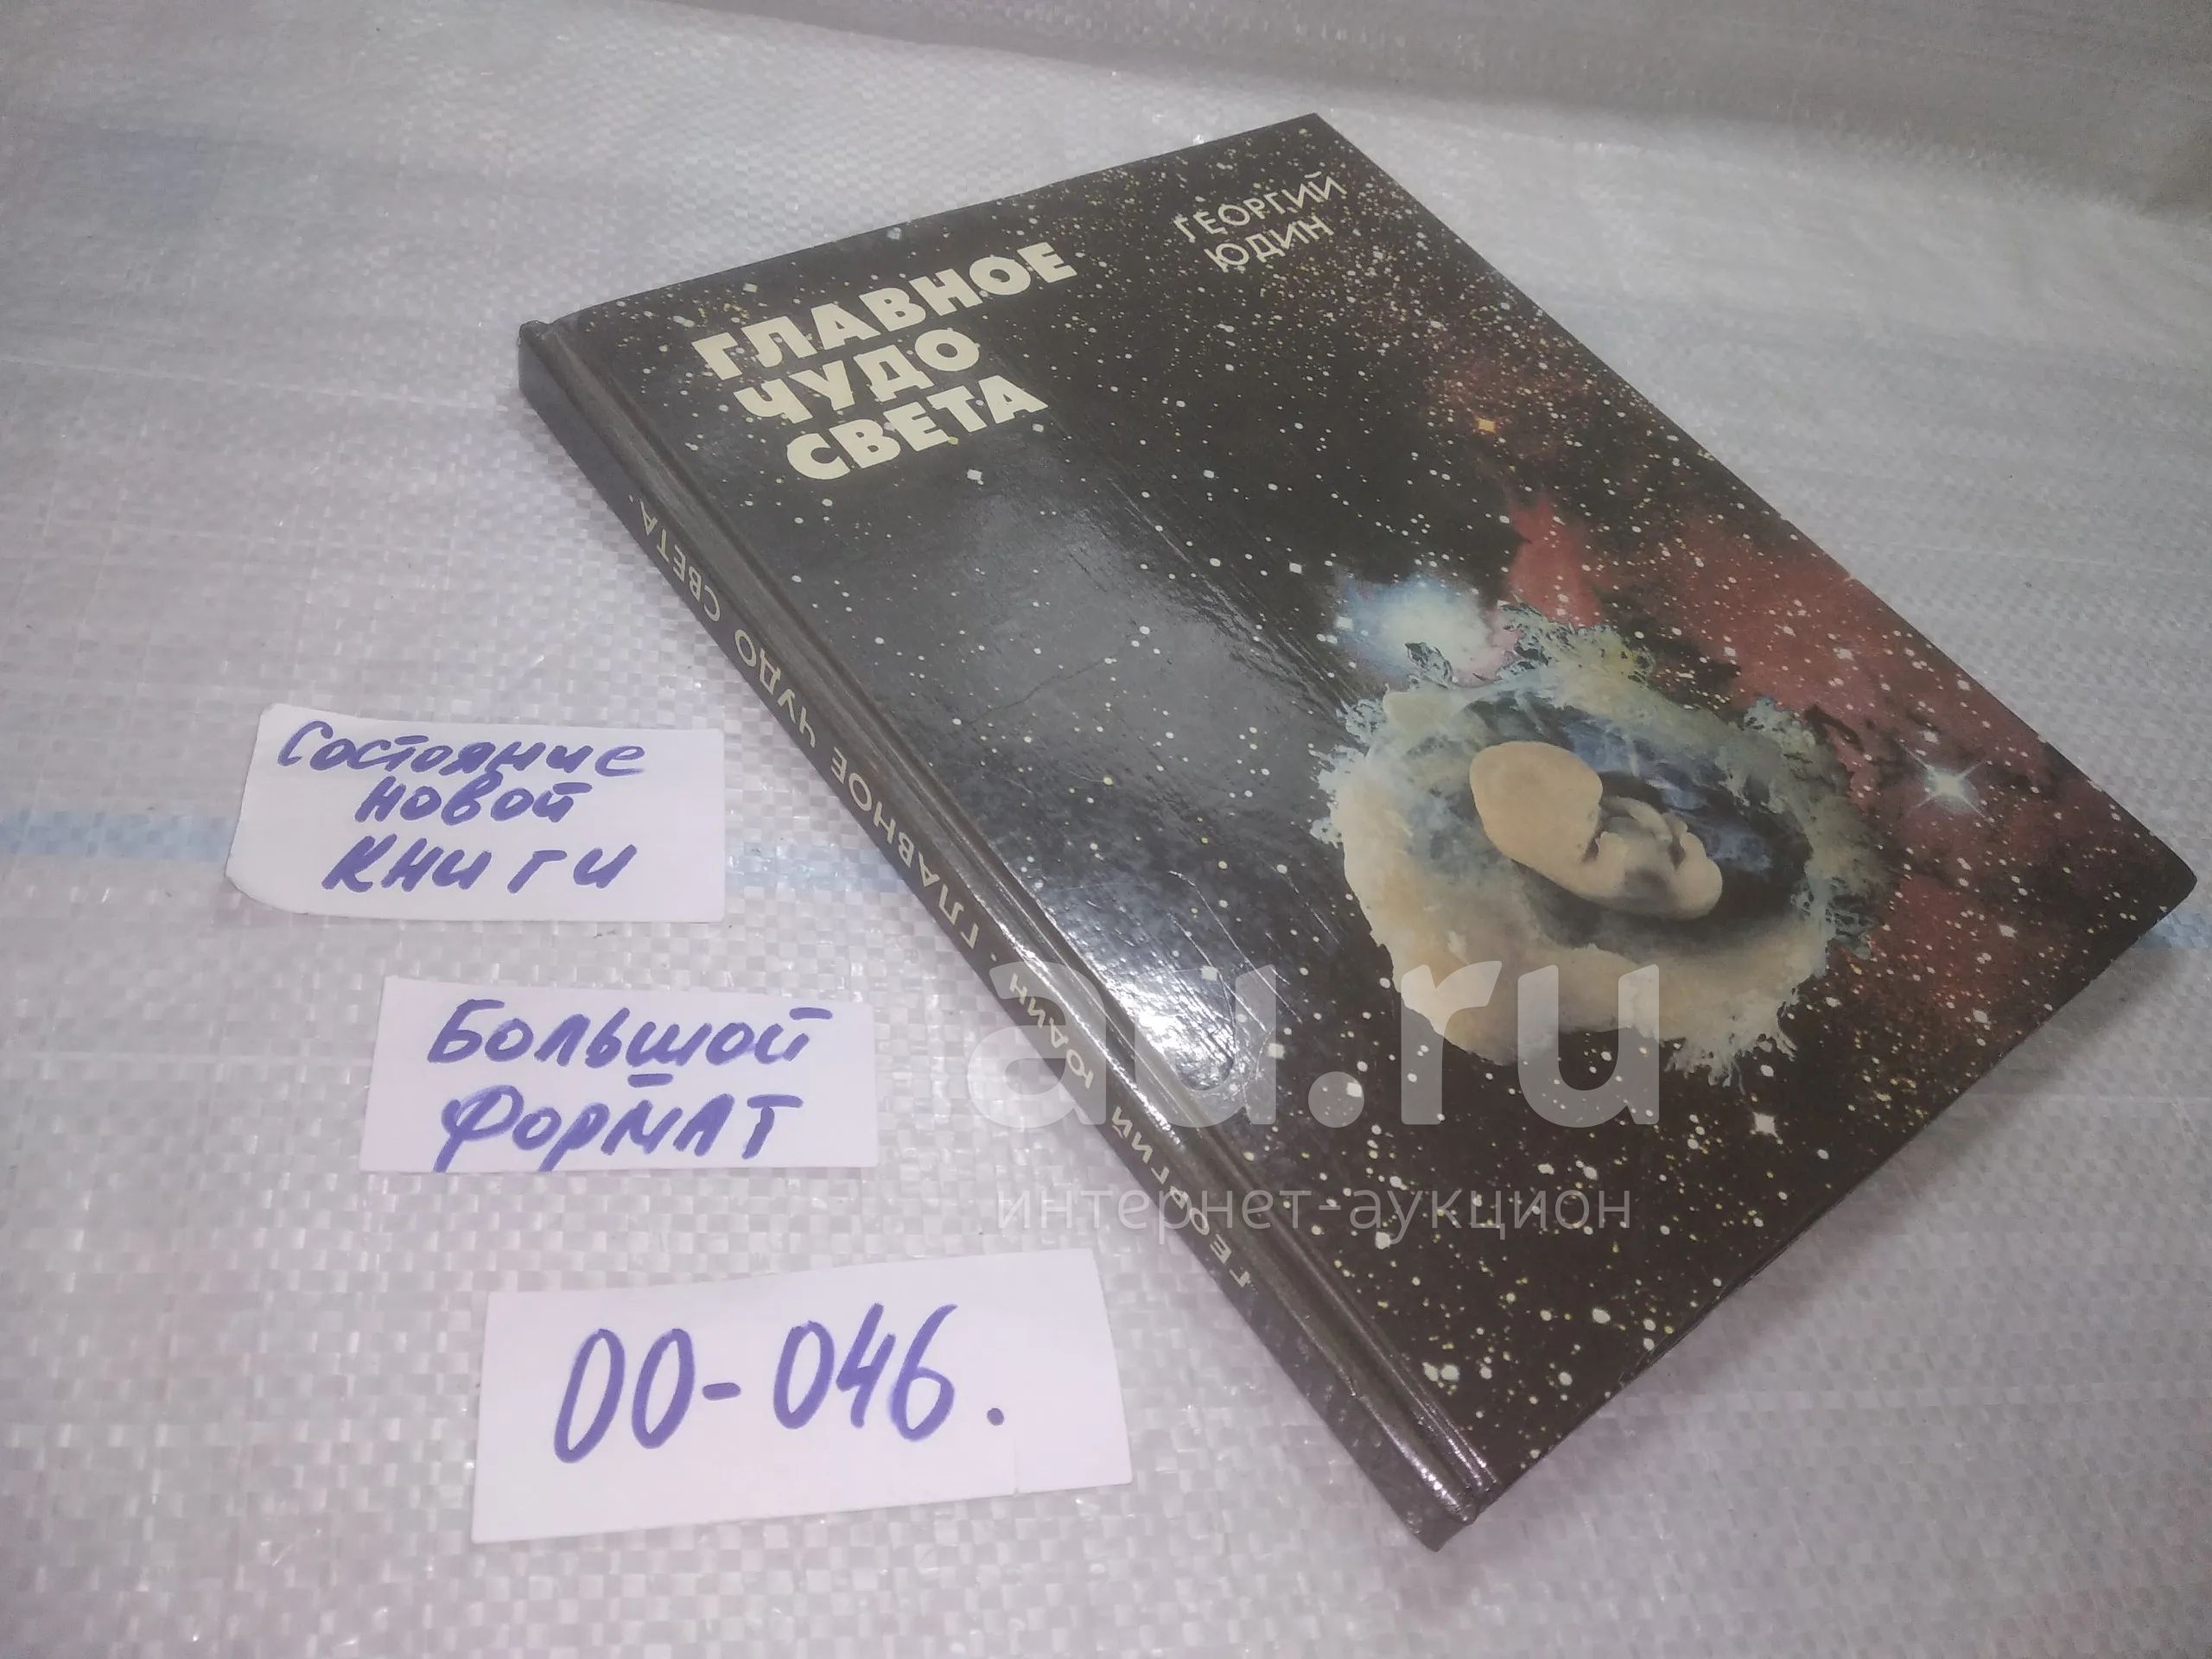 ГЕОРГИЙ
ЮДИН
ГЛАВНОЕ
ЧУДО
СВЕТА
ГЕОРГИЙ ЮДИН · ГЛАВНОЕ ЧУДО СВЕТА ·
Состояние
новой
книги
Большой
формат
00-046.
au.ru
интернет-аукцион